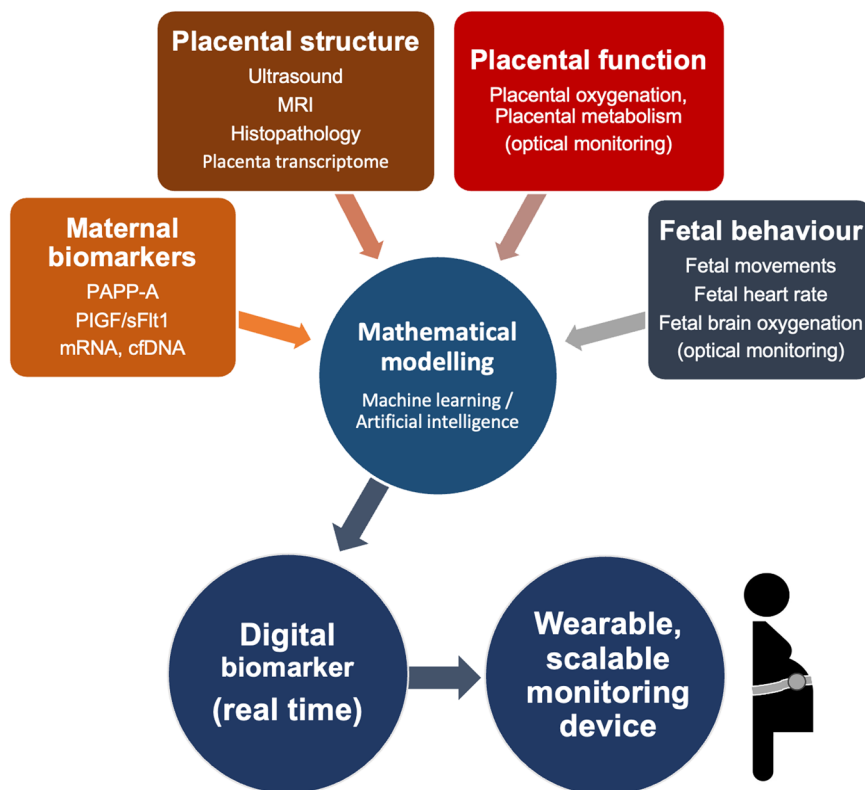 Placental structure
Ultrasound
MRI
Histopathology
Placenta transcriptome
Placental function
Placental oxygenation,
Placental metabolism
(optical monitoring)
Maternal
biomarkers
PAPP-A
PIGF/sFlt1
mRNA, cfDNA
Fetal behaviour
Fetal movements
Fetal heart rate
Fetal brain oxygenation
(optical monitoring)
Mathematical
modelling
Machine learning /
Artificial intelligence
Digital
biomarker
(real time)
Wearable,
scalable
monitoring
device